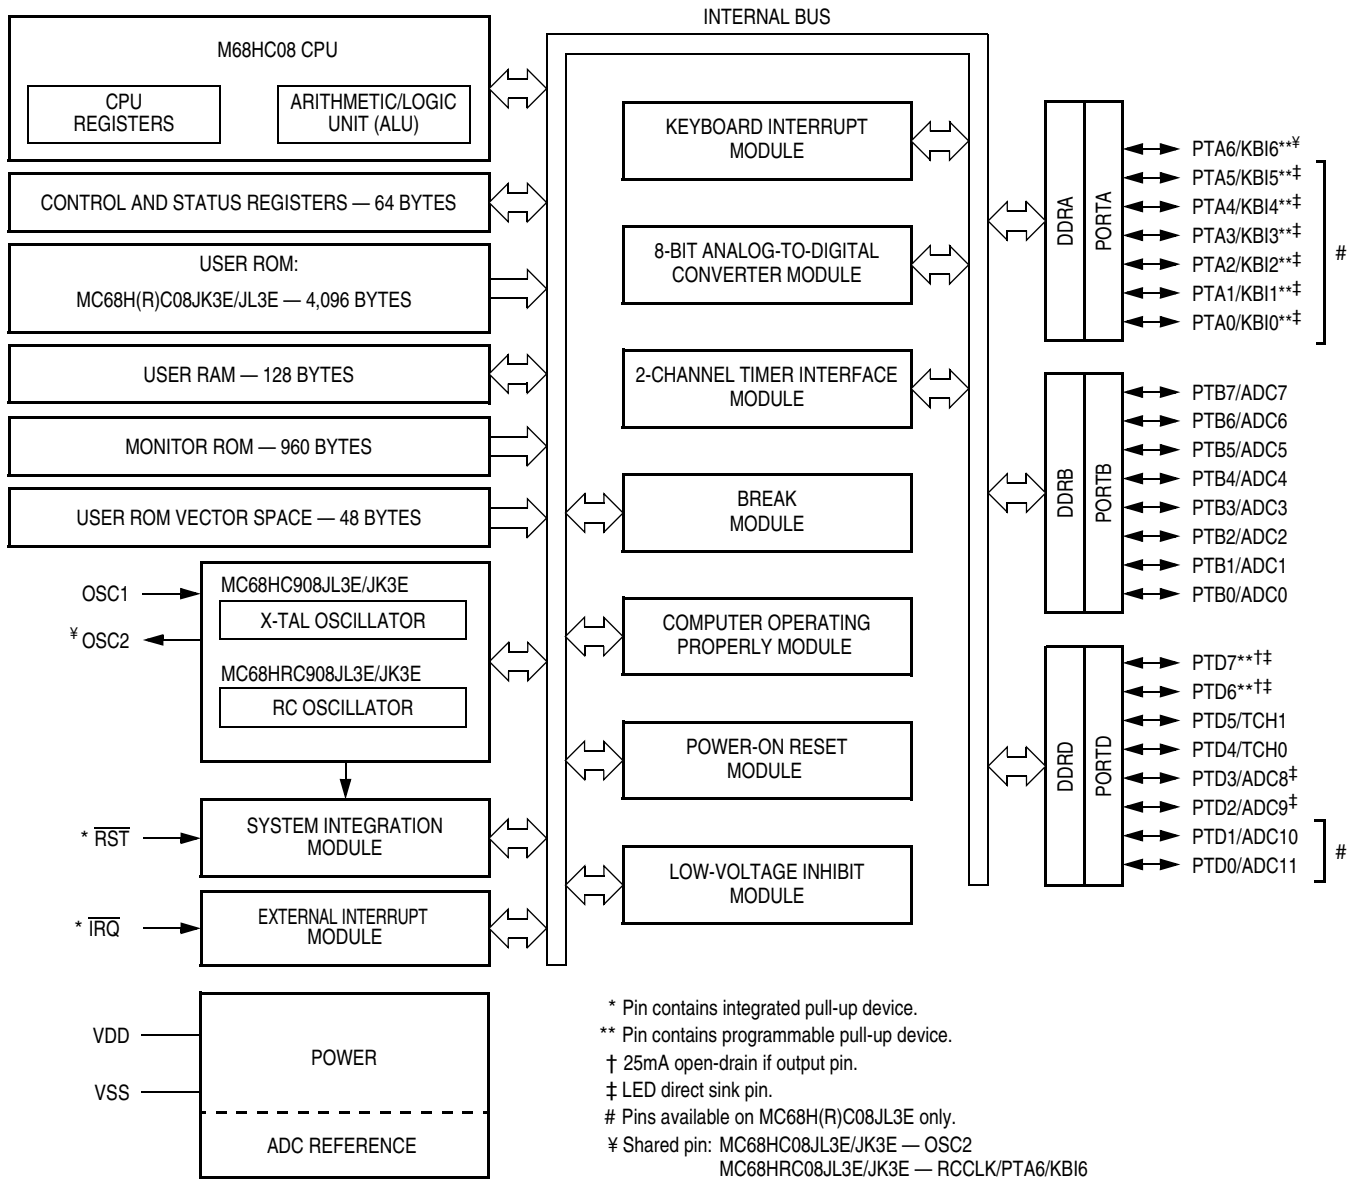 INTERNAL BUS
M68HC08 CPU
CPU
REGISTERS
ARITHMETIC/LOGIC
UNIT (ALU)
CONTROL AND STATUS REGISTERS — 64 BYTES
USER ROM:
MC68H(R)C08JK3E/JL3E — 4,096 BYTES
USER RAM — 128 BYTES
MONITOR ROM — 960 BYTES
USER ROM VECTOR SPACE — 48 BYTES
OSC1
¥ OSC2
MC68HC908JL3E/JK3E
X-TAL OSCILLATOR
MC68HRC908JL3E/JK3E
RC OSCILLATOR
* RST
SYSTEM INTEGRATION
MODULE
* IRQ
EXTERNAL INTERRUPT
MODULE
VDD
VSS
POWER
ADC REFERENCE
KEYBOARD INTERRUPT
MODULE
8-BIT ANALOG-TO-DIGITAL
CONVERTER MODULE
2-CHANNEL TIMER INTERFACE
MODULE
BREAK
MODULE
COMPUTER OPERATING
PROPERLY MODULE
POWER-ON RESET
MODULE
LOW-VOLTAGE INHIBIT
MODULE
DDRA
PORTA
PTA6/KBI6**¥
PTA5/KBI5**‡
PTA4/KBI4**‡
PTA3/KBI3**‡
PTA2/KBI2**‡
PTA1/KBI1**‡
PTA0/KBI0**‡
#
DDRB
PORTB
PTB7/ADC7
PTB6/ADC6
PTB5/ADC5
PTB4/ADC4
PTB3/ADC3
PTB2/ADC2
PTB1/ADC1
PTB0/ADC0
DDRD
PORTD
PTD7**†‡
PTD6**†‡
PTD5/TCH1
PTD4/TCH0
PTD3/ADC8‡
PTD2/ADC9‡
PTD1/ADC10
PTD0/ADC11
#
* Pin contains integrated pull-up device.
** Pin contains programmable pull-up device.
† 25mA open-drain if output pin.
‡ LED direct sink pin.
# Pins available on MC68H(R)C08JL3E only.
¥ Shared pin: MC68HC08JL3E/JK3E — OSC2
MC68HRC08JL3E/JK3E — RCCLK/PTA6/KBI6